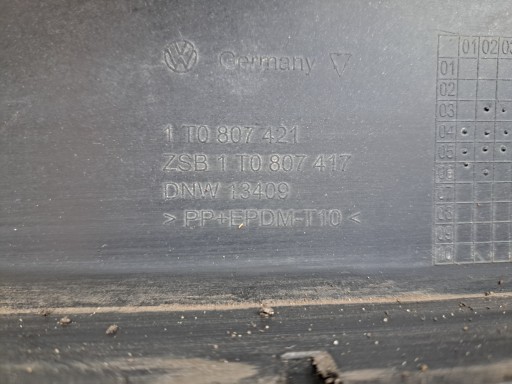 Germany
1 T0 807 421
ZSB 1 T0 807 417
DNW 13409
> PP+EPDM-T10 <
01 02 03
01
02
03
04
05